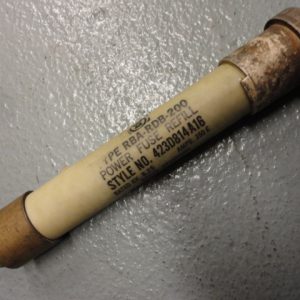 TYPE RBA-RDB-200
POWER FUSE REFILL
STYLE NO. 423D814A16